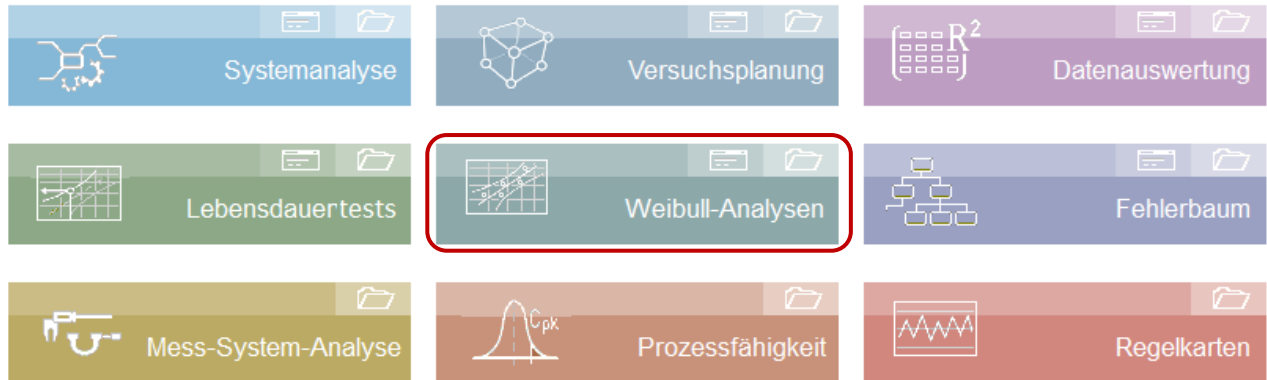 Systemanalyse
Versuchsplanung
R²
Datenauswertung
Lebensdauertests
Weibull-Analysen
Fehlerbaum
Mess-System-Analyse
Cpk
Prozessfähigkeit
Regelkarten